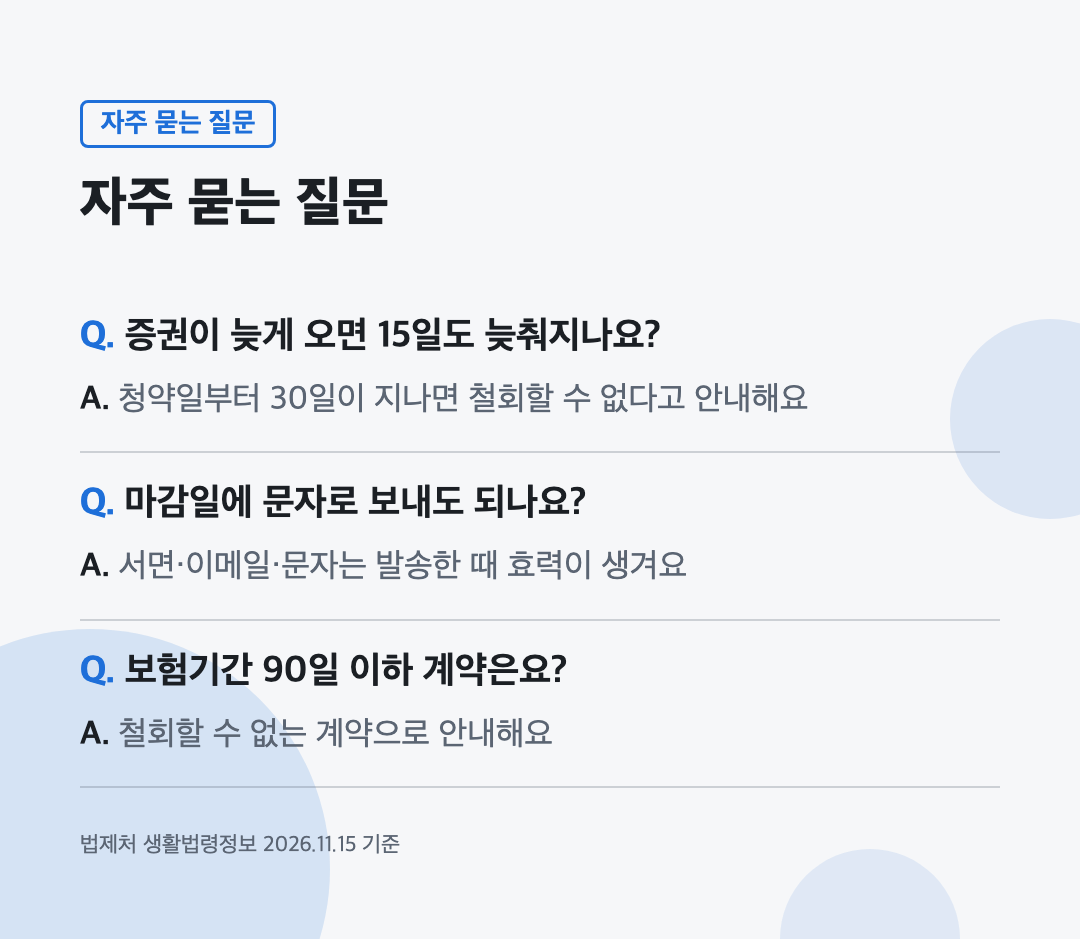 자주 묻는 질문
자주 묻는 질문
Q. 증권이 늦게 오면 15일도 늦춰지나요?
A. 청약일부터 30일이 지나면 철회할 수 없다고 안내해요
Q. 마감일에 문자로 보내도 되나요?
A. 서면·이메일·문자는 발송한 때 효력이 생겨요
Q. 보험기간 90일 이하 계약은요?
A. 철회할 수 없는 계약으로 안내해요
법제처 생활법령정보 2026.11.15 기준